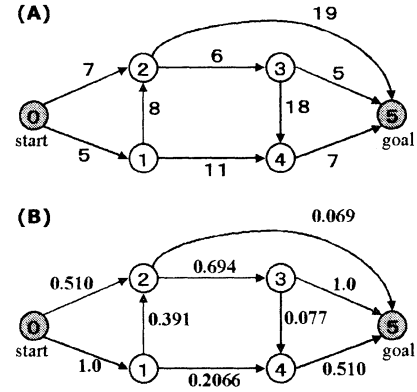 (A)
19
7 2 6 3 5
0 8 18 5
start goal
5 1 11 4 7
(B)
0.069
0.510 2 0.694 3 1.0
0 0.391 0.077 5
start goal
1.0 1 0.2066 4 0.510